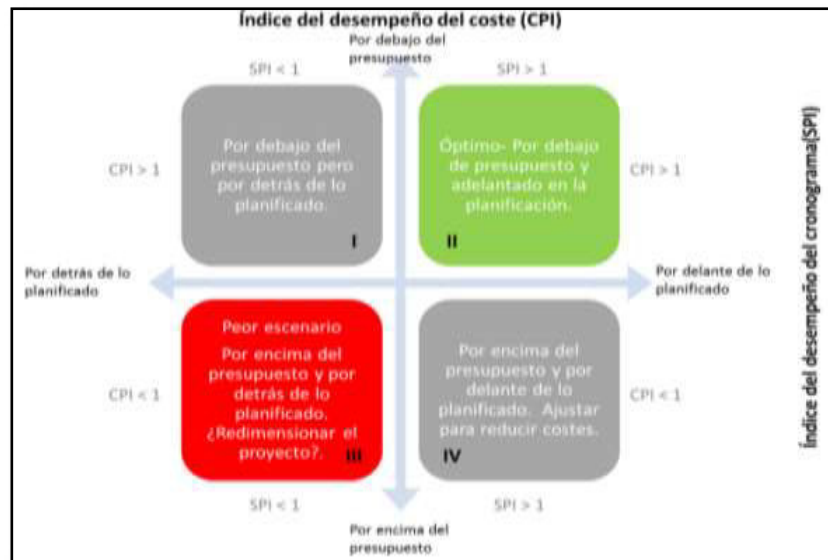 Índice del desempeño del coste (CPI)
Por debajo del
presupuesto
SPI < 1
SPI > 1
CPI > 1
Por debajo del
presupuesto pero
por detrás de lo
planificado.
I
Óptimo- Por debajo
de presupuesto y
adelantado en la
planificación.
II
CPI > 1
Por detrás de lo
planificado
Por delante de lo
planificado
CPI < 1
Peor escenario
Por encima del
presupuesto y por
detrás de lo
planificado.
¿Redimensionar el
proyecto?.
III
Por encima del
presupuesto y por
delante de lo
planificado. Ajustar
para reducir costes.
IV
CPI < 1
SPI < 1
SPI > 1
Por encima del
presupuesto
Índice del desempeño del cronograma(SPI)